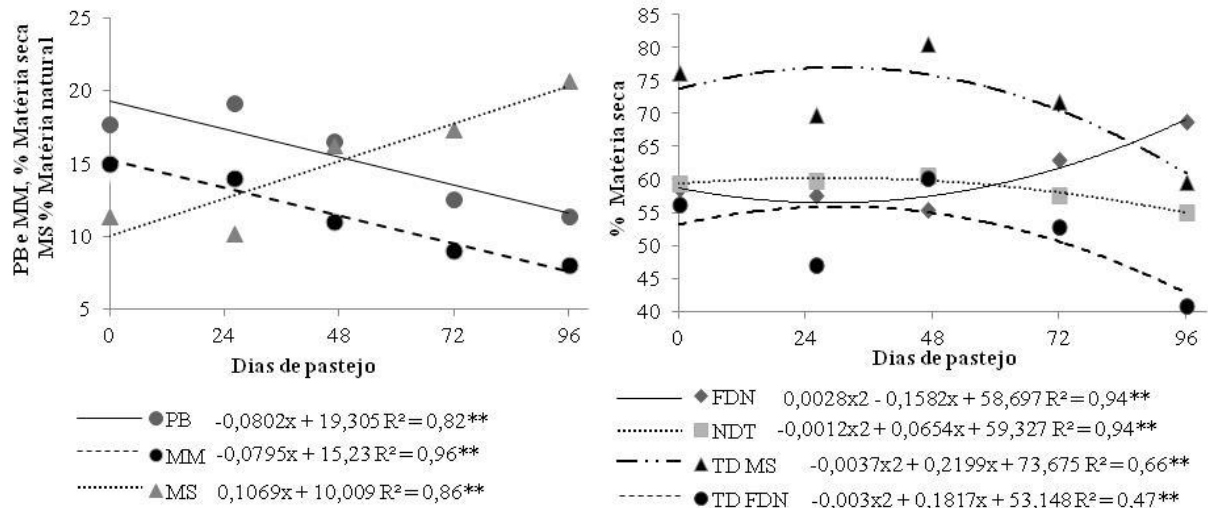 PB e MM, % Matéria seca
MS % Matéria natural
20
15
10
5
0
24
48
72
96
Dias de pastejo
PB -0,0802x + 19,305 R² = 0,82**
MM -0,0795x + 15,23 R² = 0,96**
MS 0,1069x + 10,009 R² = 0,86**
% Matéria seca
85
80
75
70
65
60
55
50
45
40
0
24
48
72
96
Dias de pastejo
FDN 0,0028x2 - 0,1582x + 58,697 R² = 0,94**
NDT -0,0012x2 + 0,0654x + 59,327 R² = 0,94**
TD MS -0,0037x2 + 0,2199x + 73,675 R² = 0,66**
TD FDN -0,003x2 + 0,1817x + 53,148 R² = 0,47**